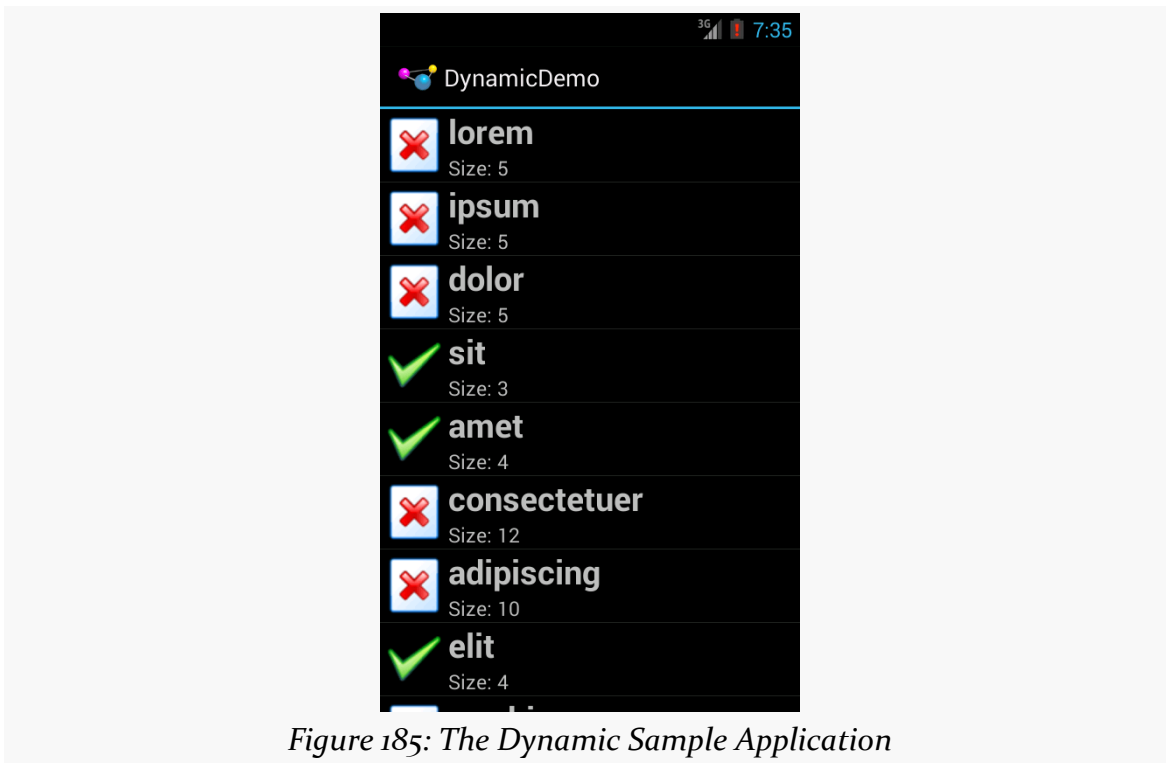 3G 7:35
DynamicDemo
lorem
Size: 5
ipsum
Size: 5
dolor
Size: 5
sit
Size: 3
amet
Size: 4
consectetuer
Size: 12
adipiscing
Size: 10
elit
Size: 4
Figure 185: The Dynamic Sample Application